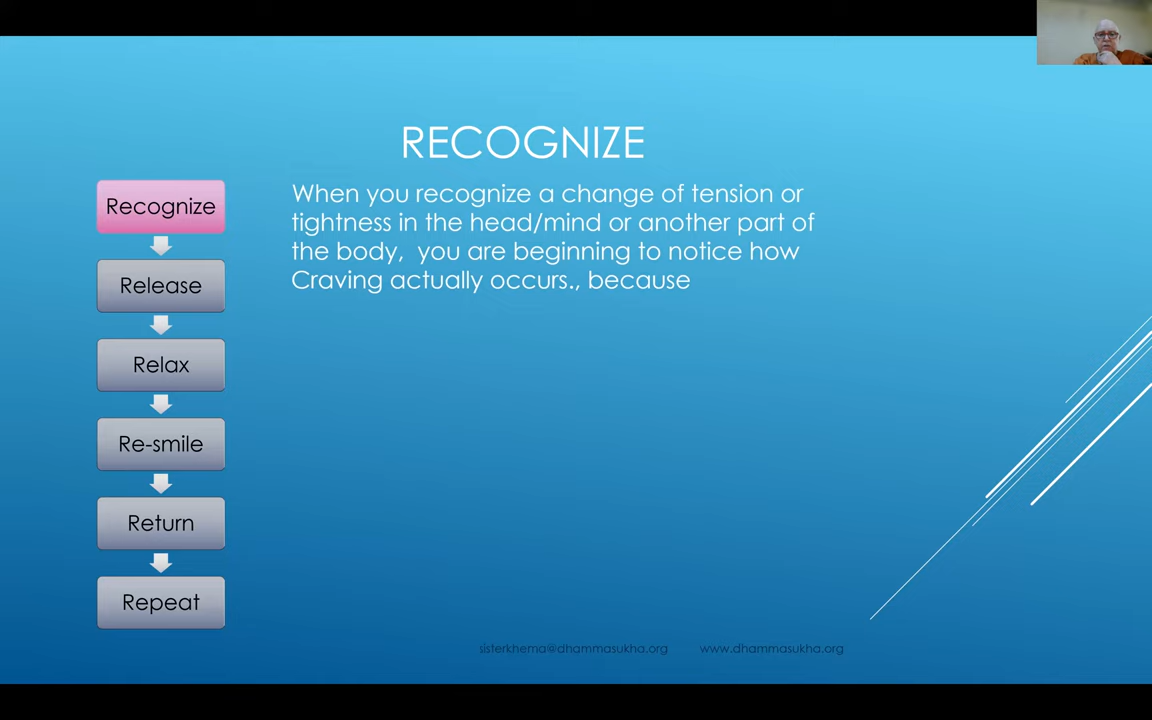 RECOGNIZE
Recognize
Release
Relax
Re-smile
Return
Repeat
When you recognize a change of tension or
tightness in the head/mind or another part of
the body,  you are beginning to notice how
Craving actually occurs., because
sisterkhema@dhammasukha.org www.dhammasukha.org